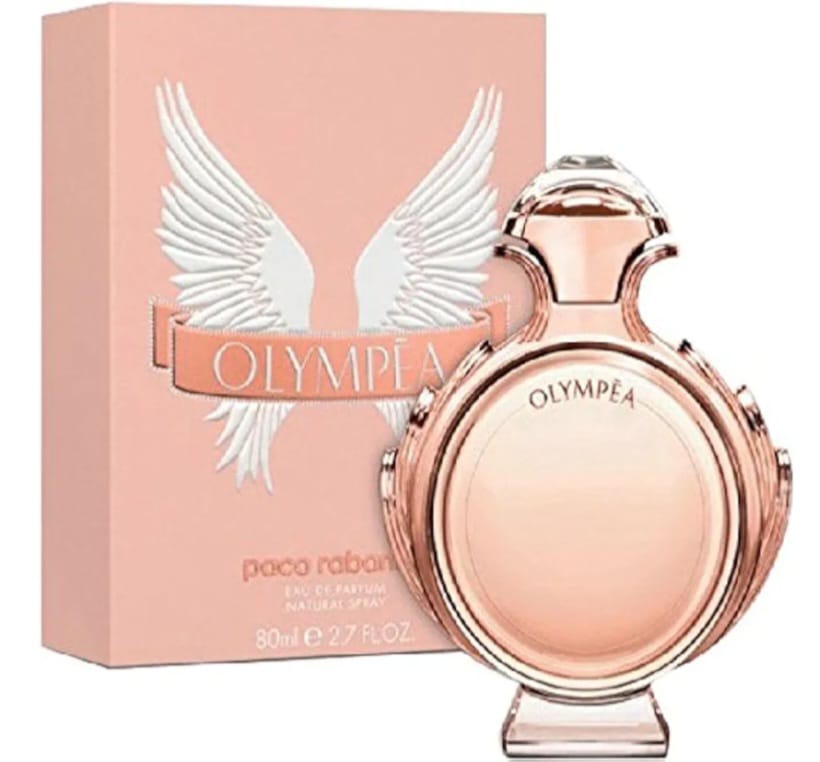 OLYMPĒA
paco raban
EAU DE PARFUM
NATURAL SPRAY
80ml e 2.7 FL.OZ.
OLYMPĒA